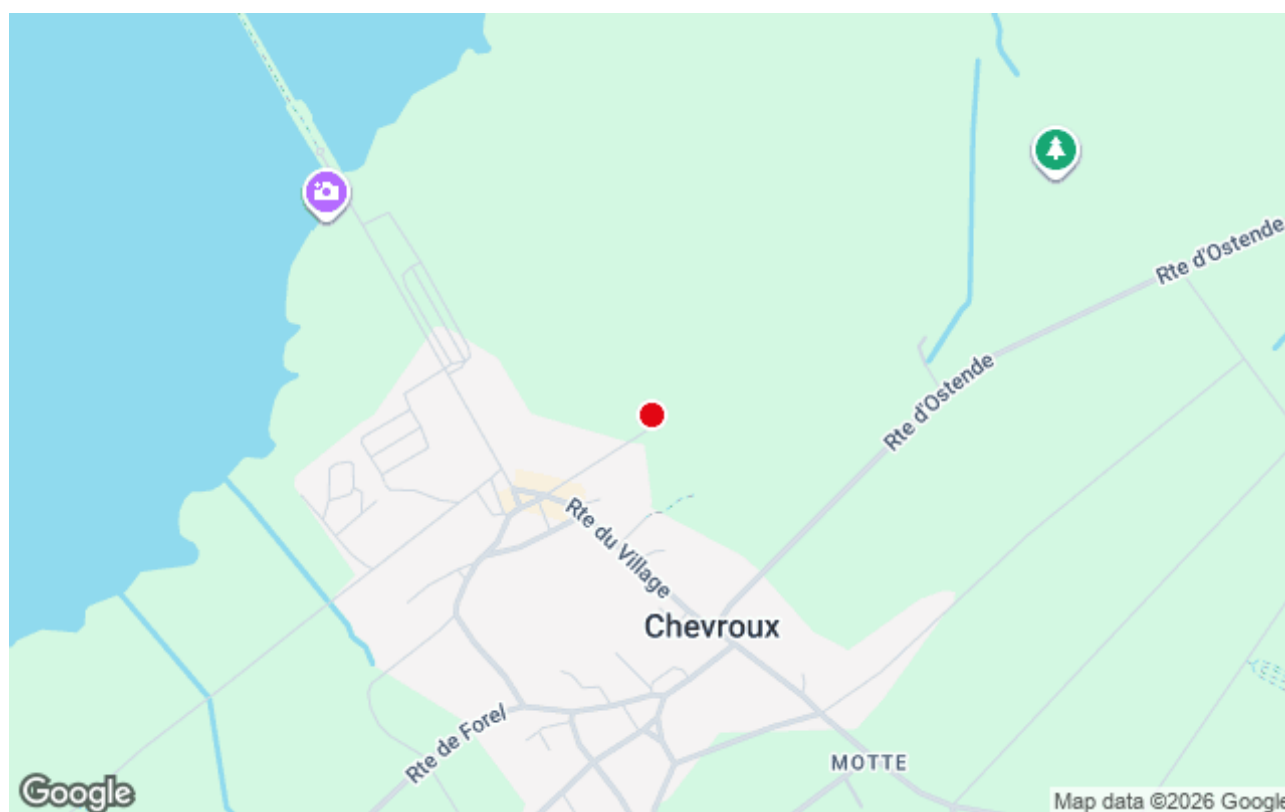 Rte d'Ostende
Rte d'Ostende
Rte du Village
Chevroux
Rte de Forel
MOTTE
Google
Map data ©2026 Google